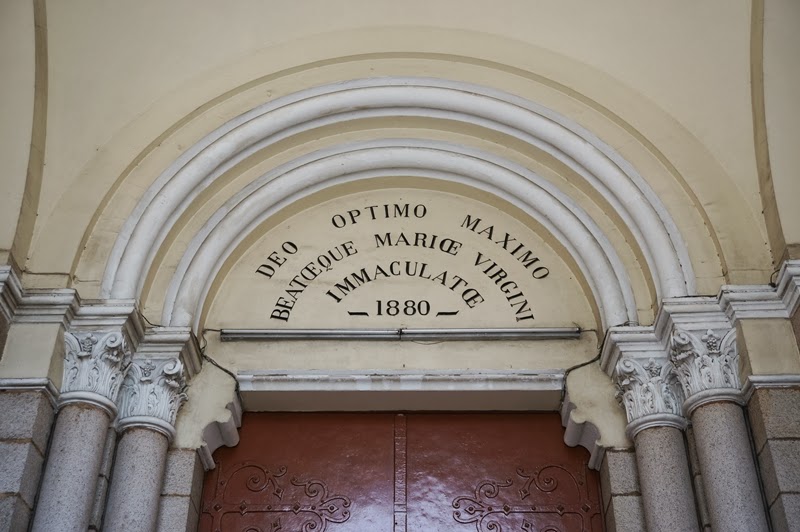 DEO OPTIMO MAXIMO
BEATŒQUE MARIŒ VIRGINI
IMMACULATŒ
— 1880 —